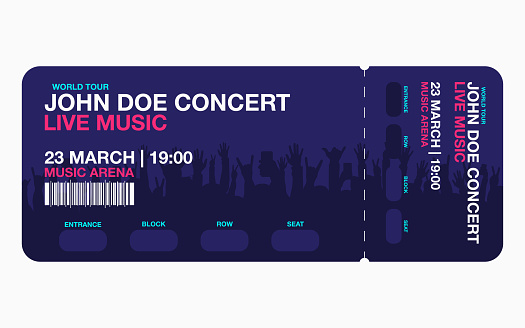 WORLD TOUR
JOHN DOE CONCERT
LIVE MUSIC
23 MARCH | 19:00
MUSIC ARENA
ENTRANCE BLOCK ROW SEAT
WORLD TOUR
JOHN DOE CONCERT
LIVE MUSIC
23 MARCH | 19:00
MUSIC ARENA
ENTRANCE
ROW
BLOCK
SEAT